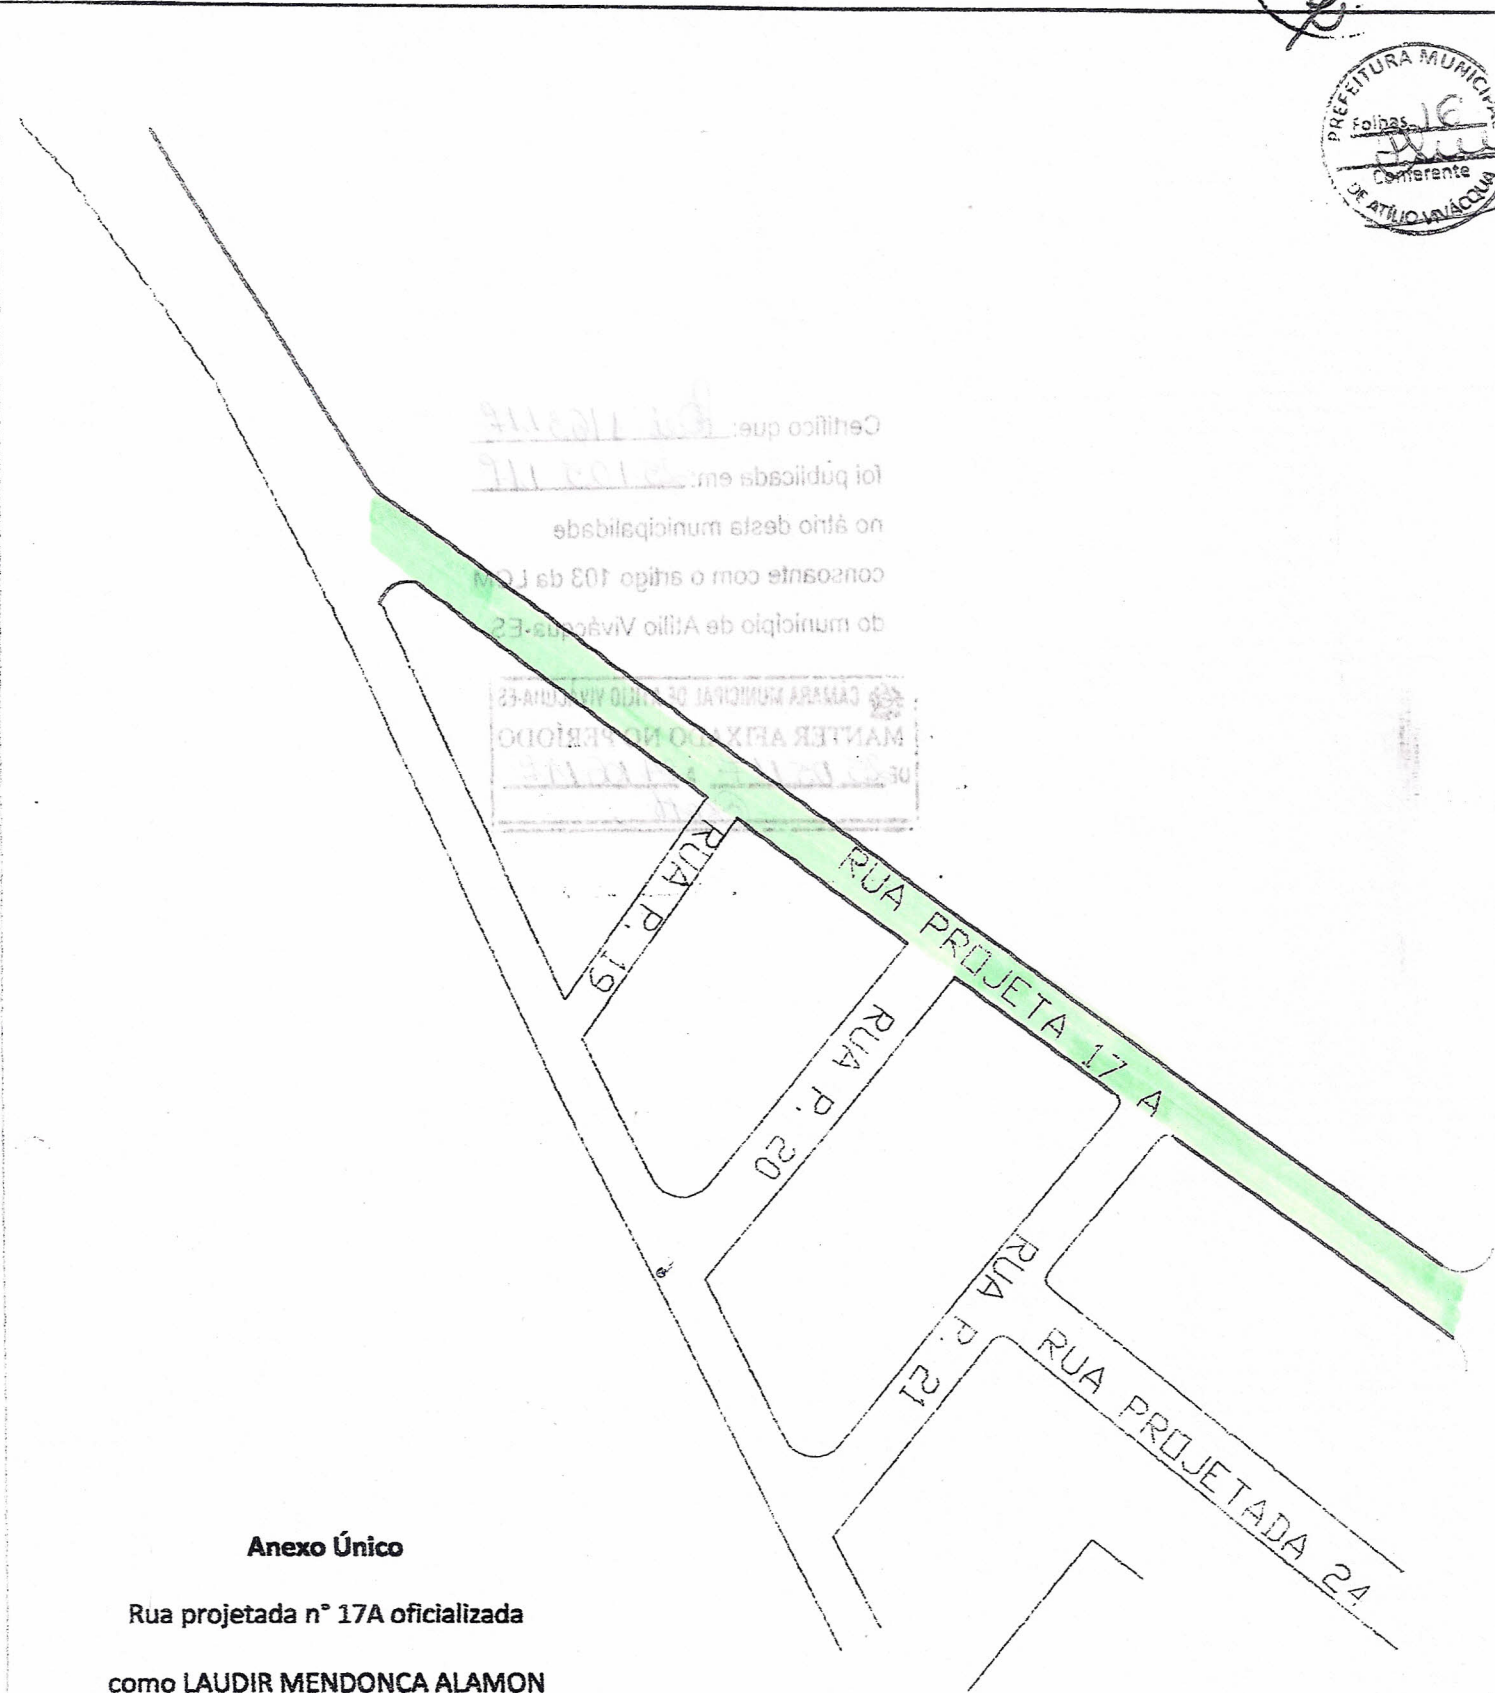 PREFEITURA MUNICIPAL
Folhas 16
Conferente
DE ATÍLIO VIVÁCQUA
Certifico que:
foi publicada em:
no átrio desta municipalidade
consoante com o artigo 103 da LOM
do município de Atílio Vivácqua-ES
CÂMARA MUNICIPAL DE ATÍLIO VIVÁCQUA-ES
MANTER AFIXADO NO PERÍODO
DE
RUA P. 19
RUA PROJETA 17 A
RUA P. 20
RUA P. 21
RUA PROJETADA 24
Anexo Único
Rua projetada n° 17A oficializada
como LAUDIR MENDONCA ALAMON